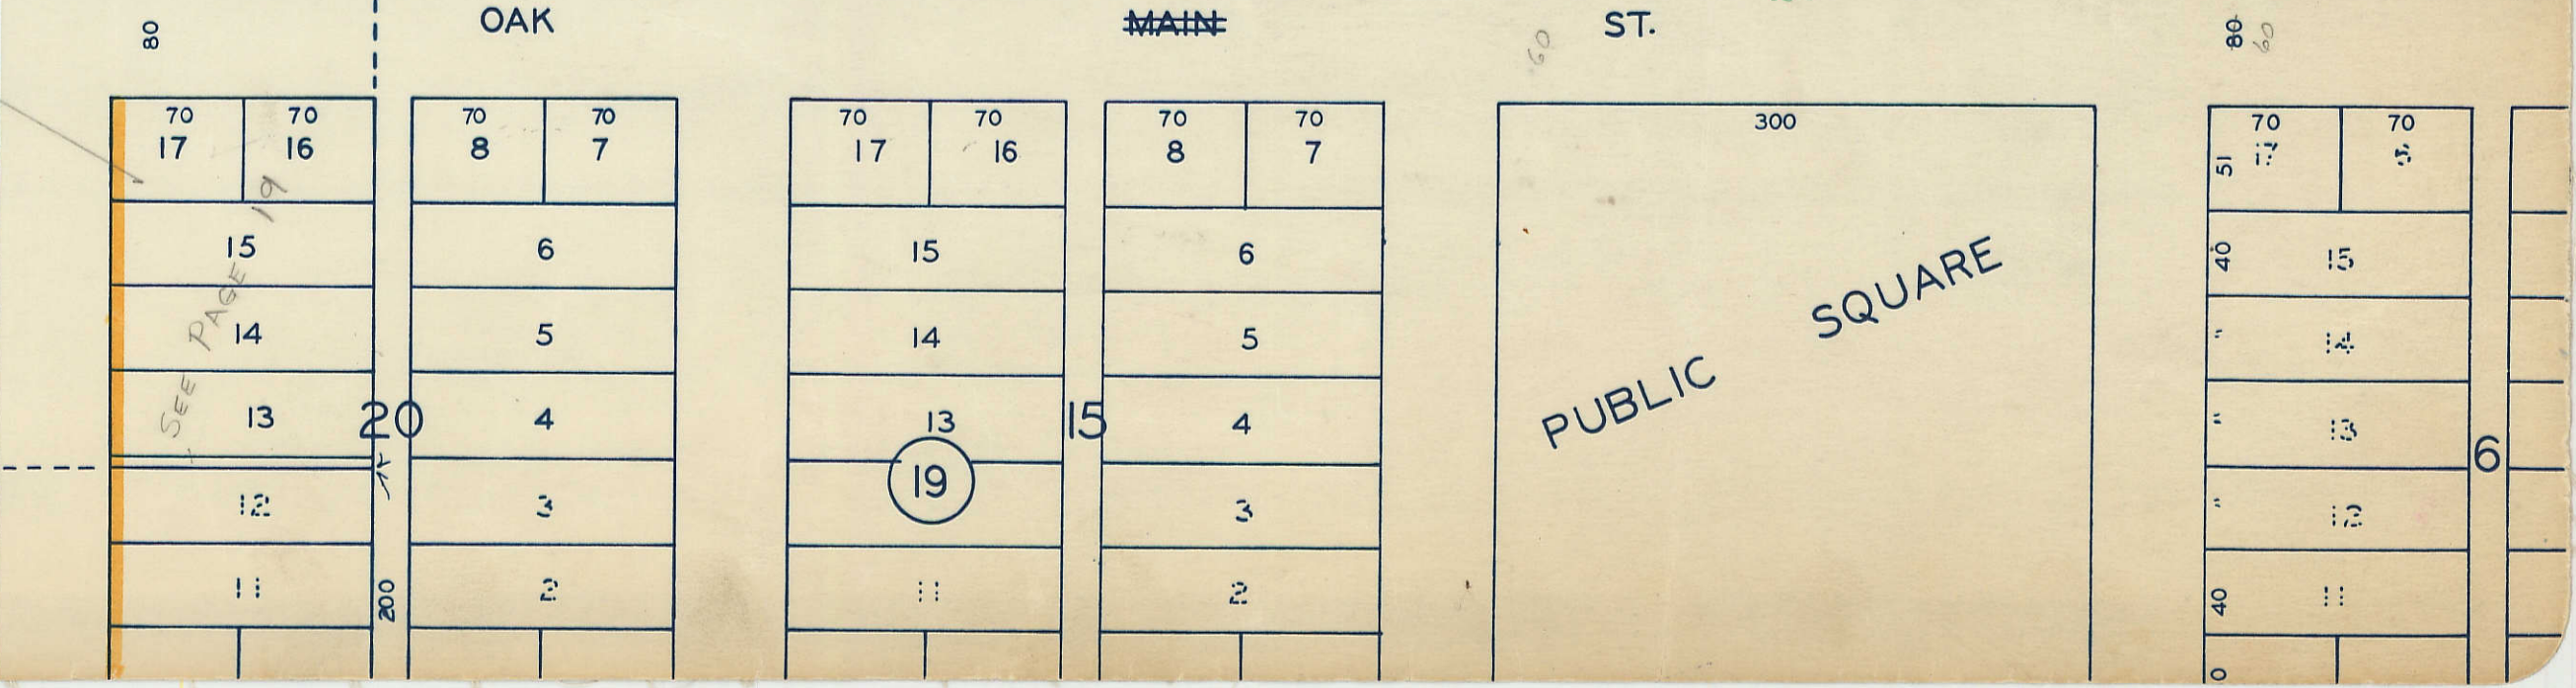 80 OAK ~~MAIN~~ ST. ~~80~~
60 60
70 70 70 70 70 70 70 70 300 70 70
17 16 8 7 17 16 8 7 51 17
15 6 15 6 40 15
14 5 14 5 " 14
13 20 4 13 15 4 " 13 6
SEE PAGE 19
PUBLIC SQUARE
12 3 19 3 " 12
11 200 2 11 2 40 11
0